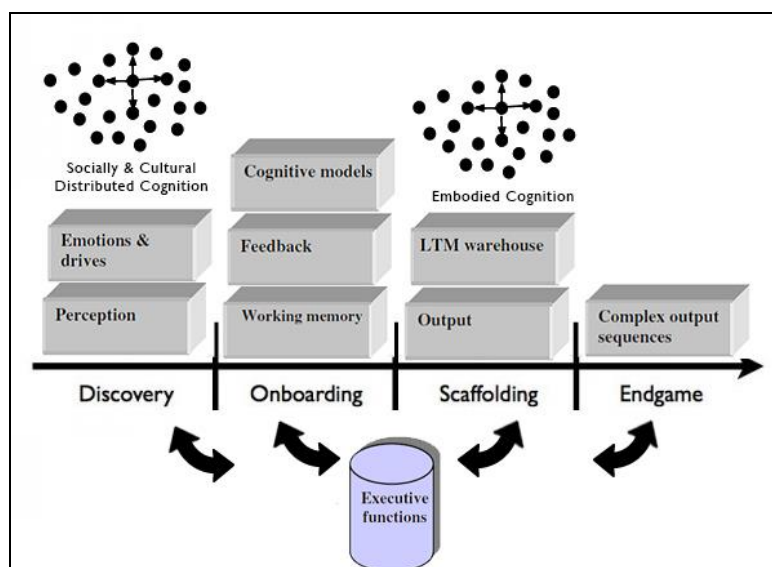 Socially & Cultural
Distributed Cognition
Embodied Cognition
Cognitive models
Emotions &
drives
Feedback
LTM warehouse
Perception
Working memory
Output
Complex output
sequences
Discovery
Onboarding
Scaffolding
Endgame
Executive
functions